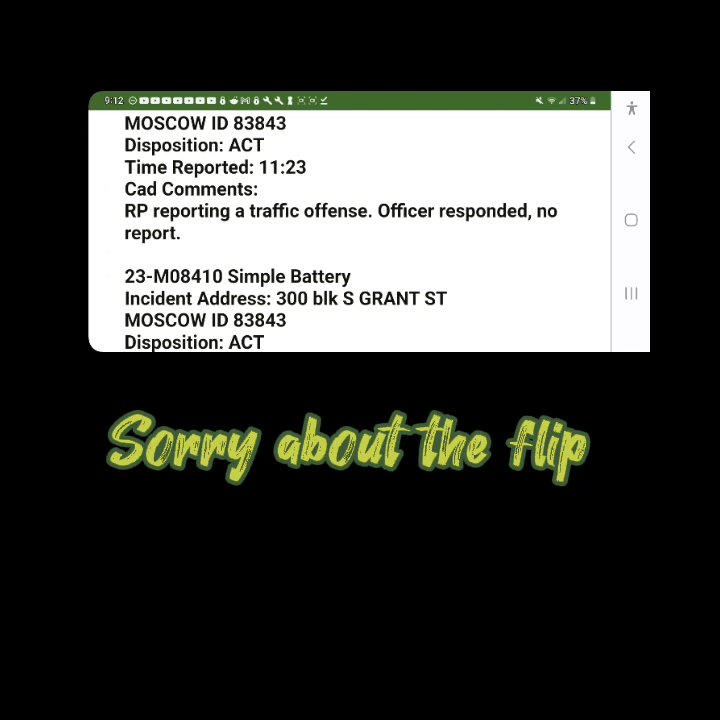 9:12 37%
MOSCOW ID 83843
Disposition: ACT
Time Reported: 11:23
Cad Comments:
RP reporting a traffic offense. Officer responded, no
report.
23-M08410 Simple Battery
Incident Address: 300 blk S GRANT ST
MOSCOW ID 83843
Disposition: ACT
Sorry about the flip